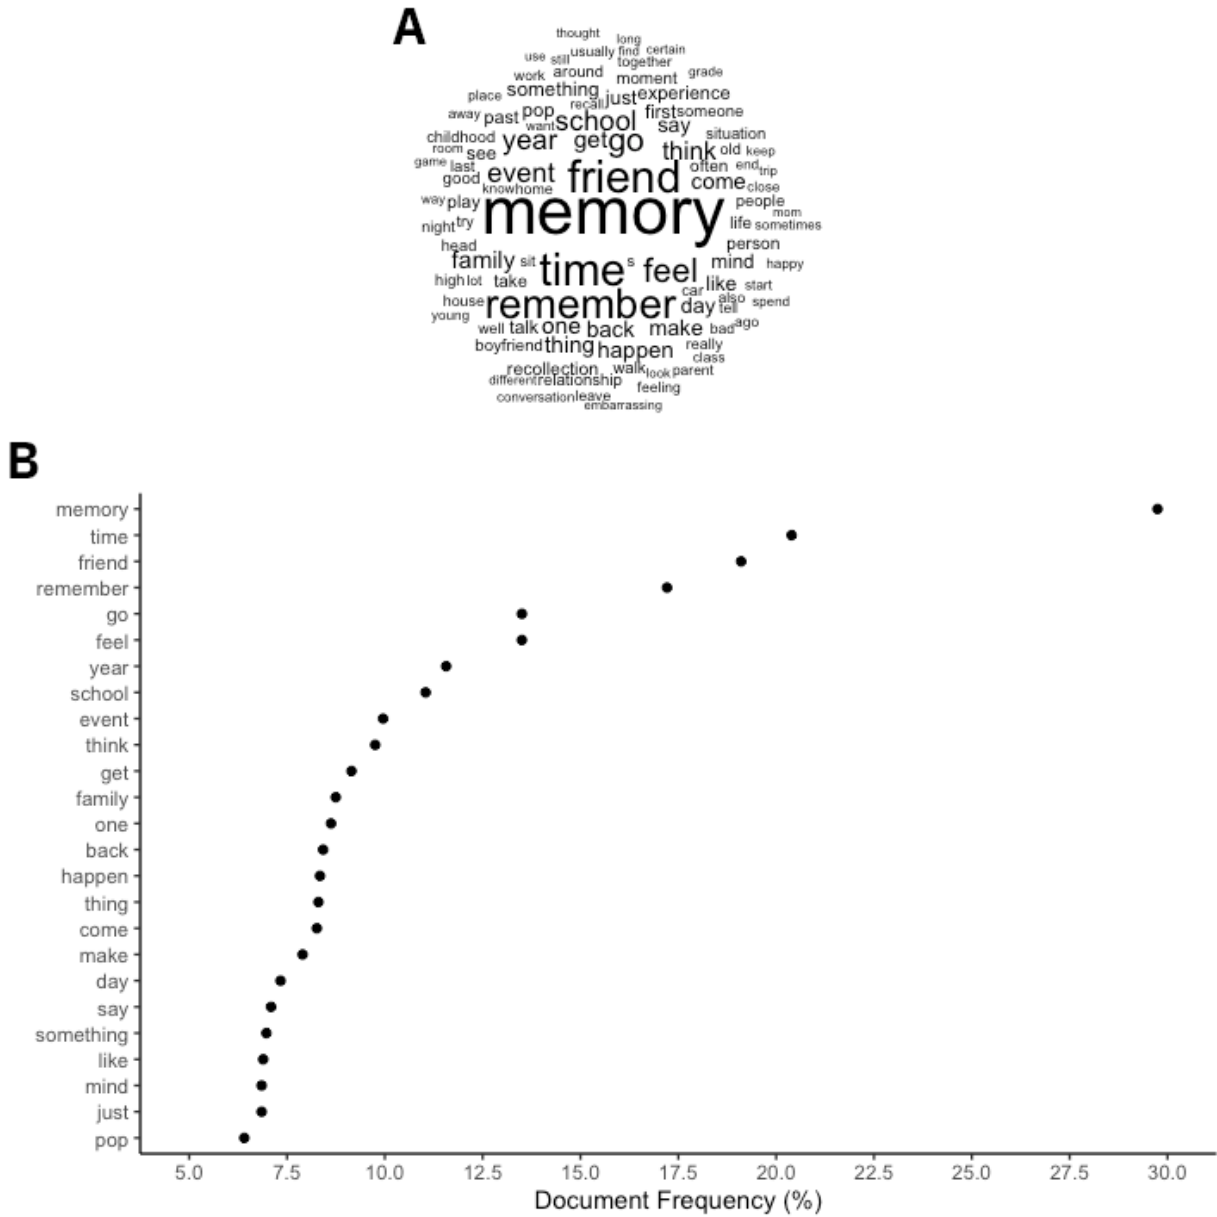 A
thought long
use still usually find certain
together
work around moment grade
place something recall just experience
away past pop first someone
want school say
childhood year get go situation
room see think old keep
game last event friend often end trip
good come close
know home
way play memory people
mom
night try life sometimes
head person
family sit time s feel mind happy
high lot take car like start
house remember day also tell spend
young
well talk one back make bad ago
boyfriend thing happen really
class
recollection walk look parent
different relationship feeling
conversation leave
embarrassing
B
memory
time
friend
remember
go
feel
year
school
event
think
get
family
one
back
happen
thing
come
make
day
say
something
like
mind
just
pop
5.0 7.5 10.0 12.5 15.0 17.5 20.0 22.5 25.0 27.5 30.0
Document Frequency (%)